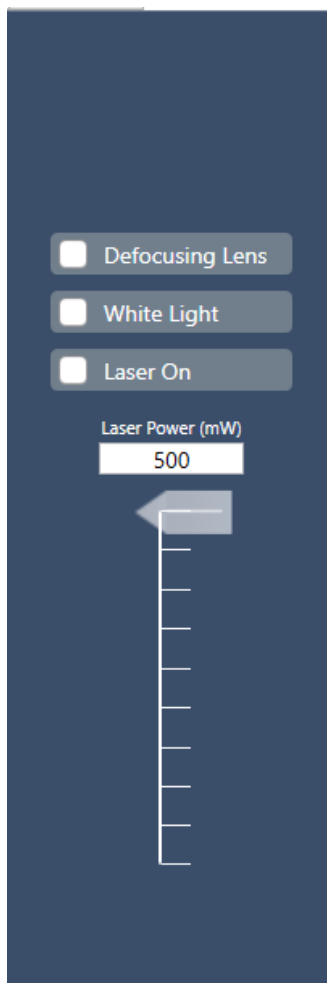 Defocusing Lens
White Light
Laser On
Laser Power (mW)
500